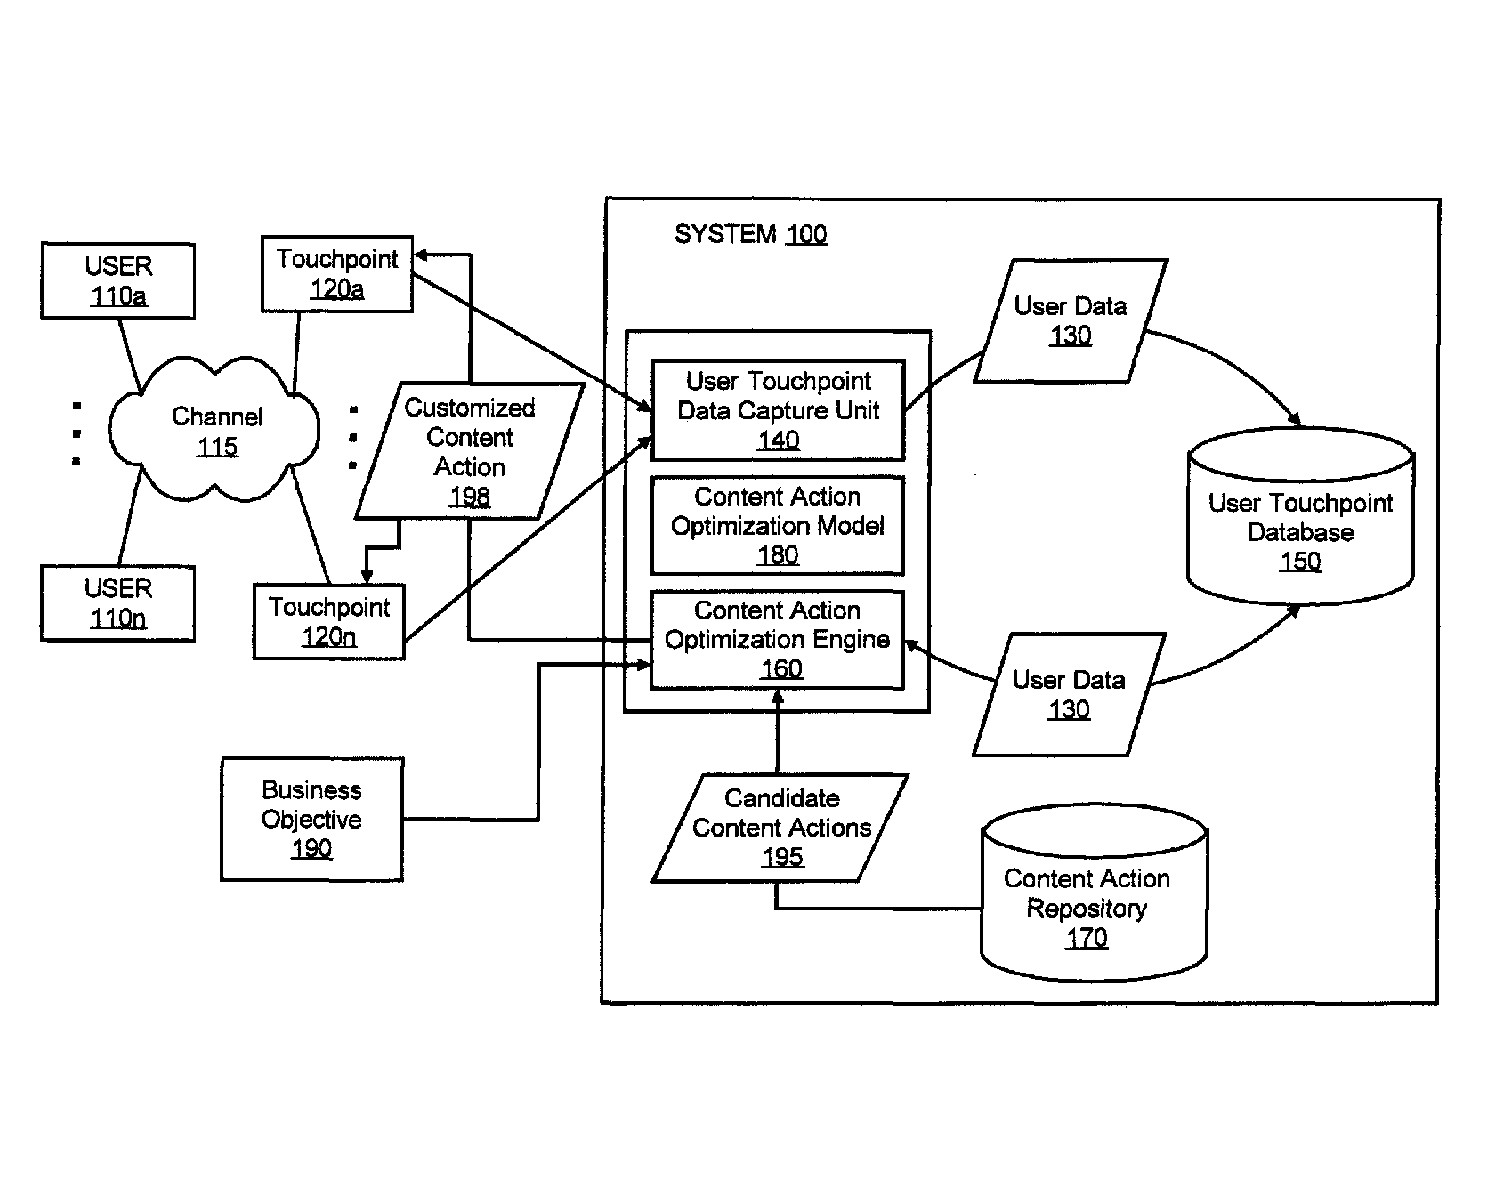 SYSTEM 100
USER
110a
Touchpoint
120a
User Data
130
Channel
115
Customized
Content
Action
198
User Touchpoint
Data Capture Unit
140
Content Action
Optimization Model
180
User Touchpoint
Database
150
USER
110n
Touchpoint
120n
Content Action
Optimization Engine
160
User Data
130
Business
Objective
190
Candidate
Content Actions
195
Content Action
Repository
170